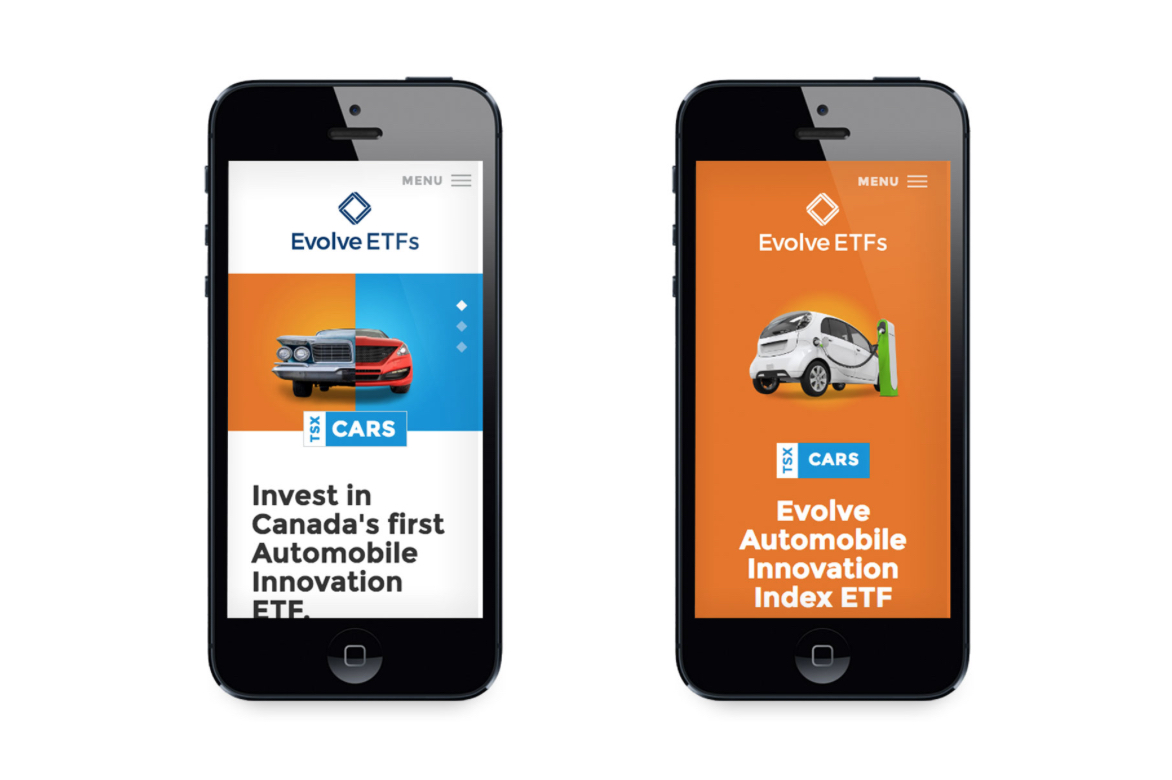 MENU
Evolve ETFs
TSX
CARS
Invest in
Canada's first
Automobile
Innovation
ETF.
MENU
Evolve ETFs
TSX
CARS
Evolve
Automobile
Innovation
Index ETF